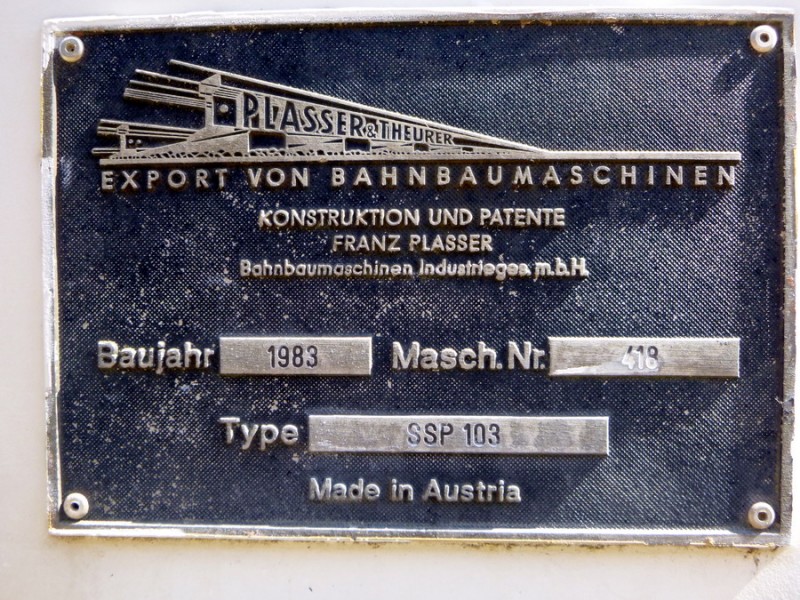 PLASSER & THEURER
EXPORT VON BAHNBAUMASCHINEN
KONSTRUKTION UND PATENTE
FRANZ PLASSER
Bahnbaumaschinen Industrieges. m.b.H.
Baujahr 1983 Masch. Nr. 418
Type SSP 103
Made in Austria